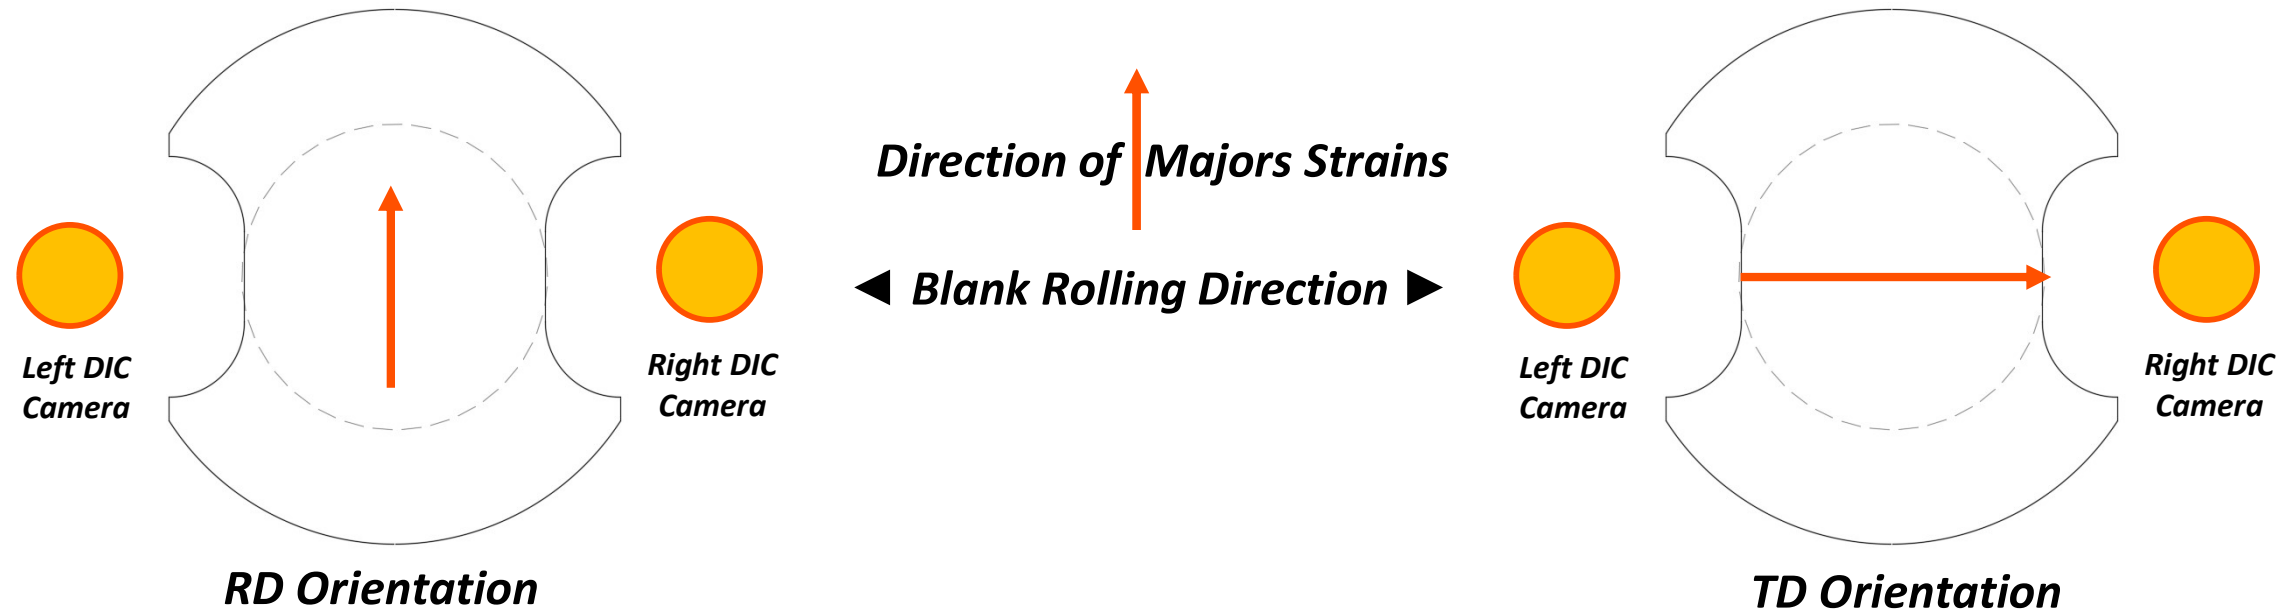 Direction of Majors Strains
Blank Rolling Direction
Left DIC
Camera
Right DIC
Camera
Left DIC
Camera
Right DIC
Camera
RD Orientation
TD Orientation